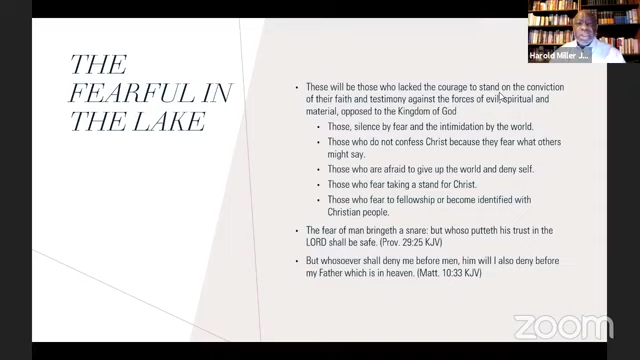 THE
FEARFUL IN
THE LAKE
Harold Miller J...
• These will be those who lacked the courage to stand on the conviction
of their faith and testimony against the forces of evil spiritual and
material, opposed to the Kingdom of God
• Those, silence by fear and the intimidation by the world.
• Those who do not confess Christ because they fear what others
might say.
• Those who are afraid to give up the world and deny self.
• Those who fear taking a stand for Christ.
• Those who fear to fellowship or become identified with
Christian people.
• The fear of man bringeth a snare: but whoso putteth his trust in the
LORD shall be safe. (Prov. 29:25 KJV)
• But whosoever shall deny me before men, him will I also deny before
my Father which is in heaven. (Matt. 10:33 KJV)
zoom